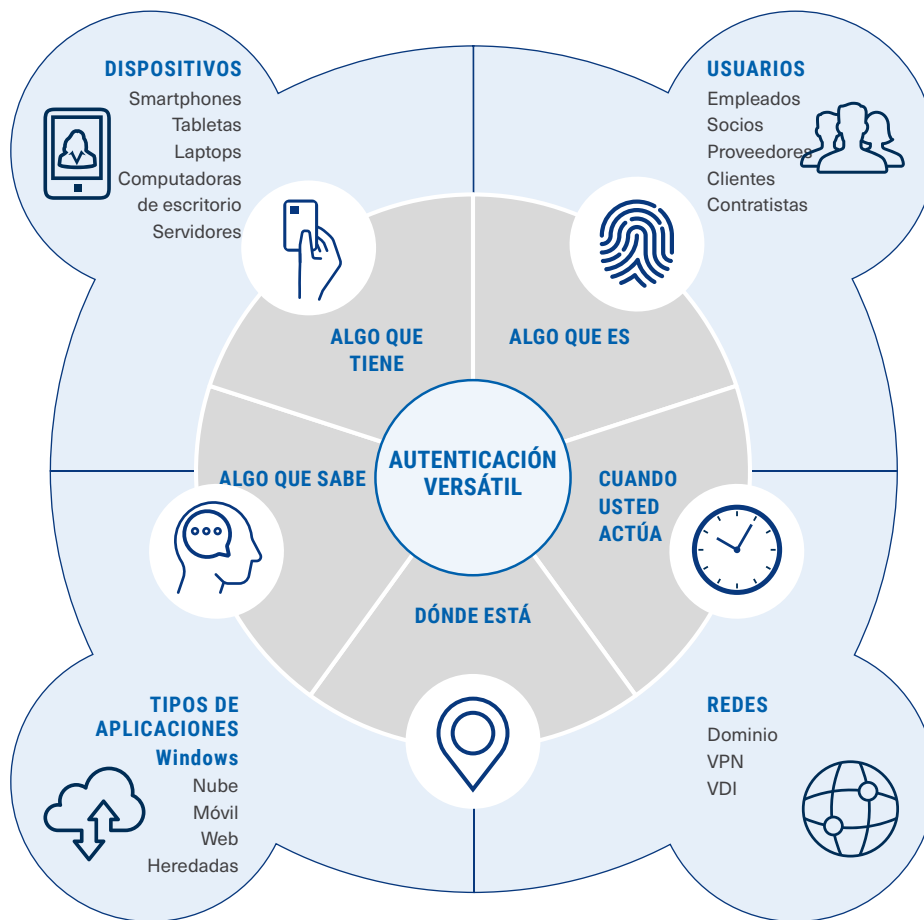 DISPOSITIVOS
Smartphones
Tabletas
Laptops
Computadoras
de escritorio
Servidores
USUARIOS
Empleados
Socios
Proveedores
Clientes
Contratistas
ALGO QUE
TIENE
ALGO QUE ES
ALGO QUE SABE
AUTENTICACIÓN
VERSÁTIL
CUANDO
USTED
ACTÚA
DÓNDE ESTÁ
TIPOS DE
APLICACIONES
Windows
Nube
Móvil
Web
Heredadas
REDES
Dominio
VPN
VDI